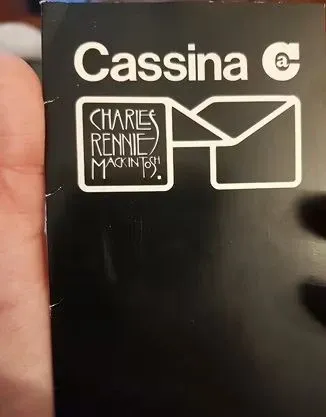 Cassina
CHARLES
RENNIE
MACKINTOSH.